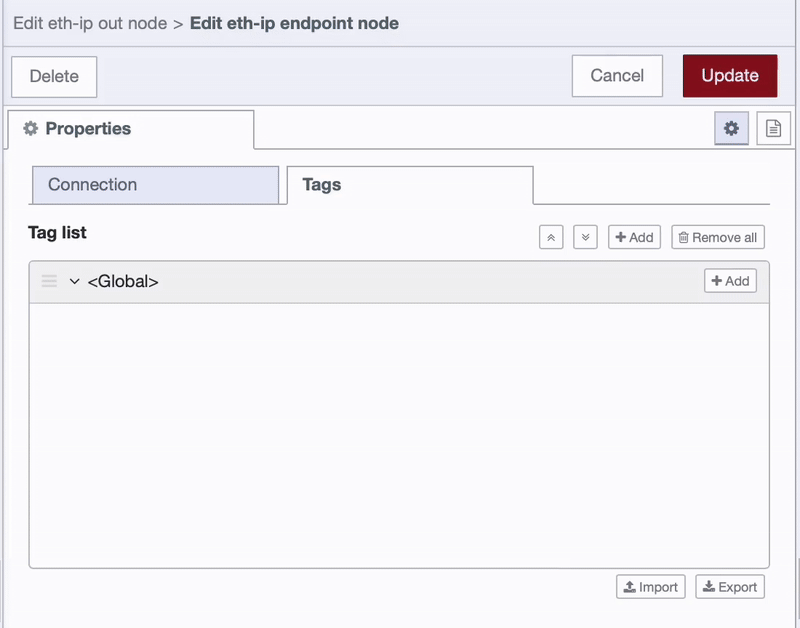 Edit eth-ip out node > Edit eth-ip endpoint node
Delete
Cancel
Update
Properties
Connection
Tags
Tag list
Add
Remove all
<Global>
Add
Import
Export